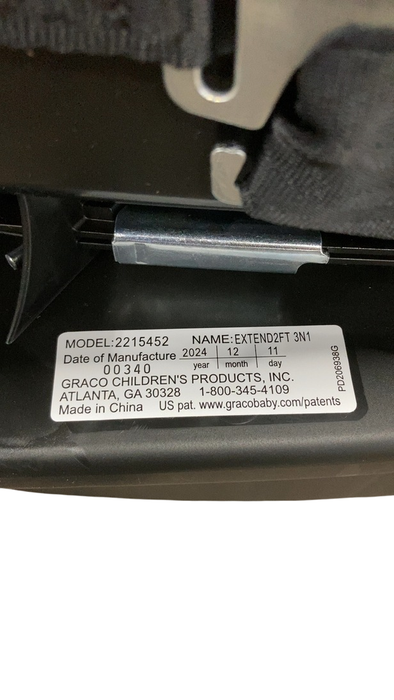 MODEL:2215452 NAME:EXTEND2FT 3N1
Date of Manufacture 2024 12 11
00340 year month day
GRACO CHILDREN'S PRODUCTS, INC.
ATLANTA, GA 30328 1-800-345-4109
Made in China US pat. www.gracobaby.com/patents
PD206938G